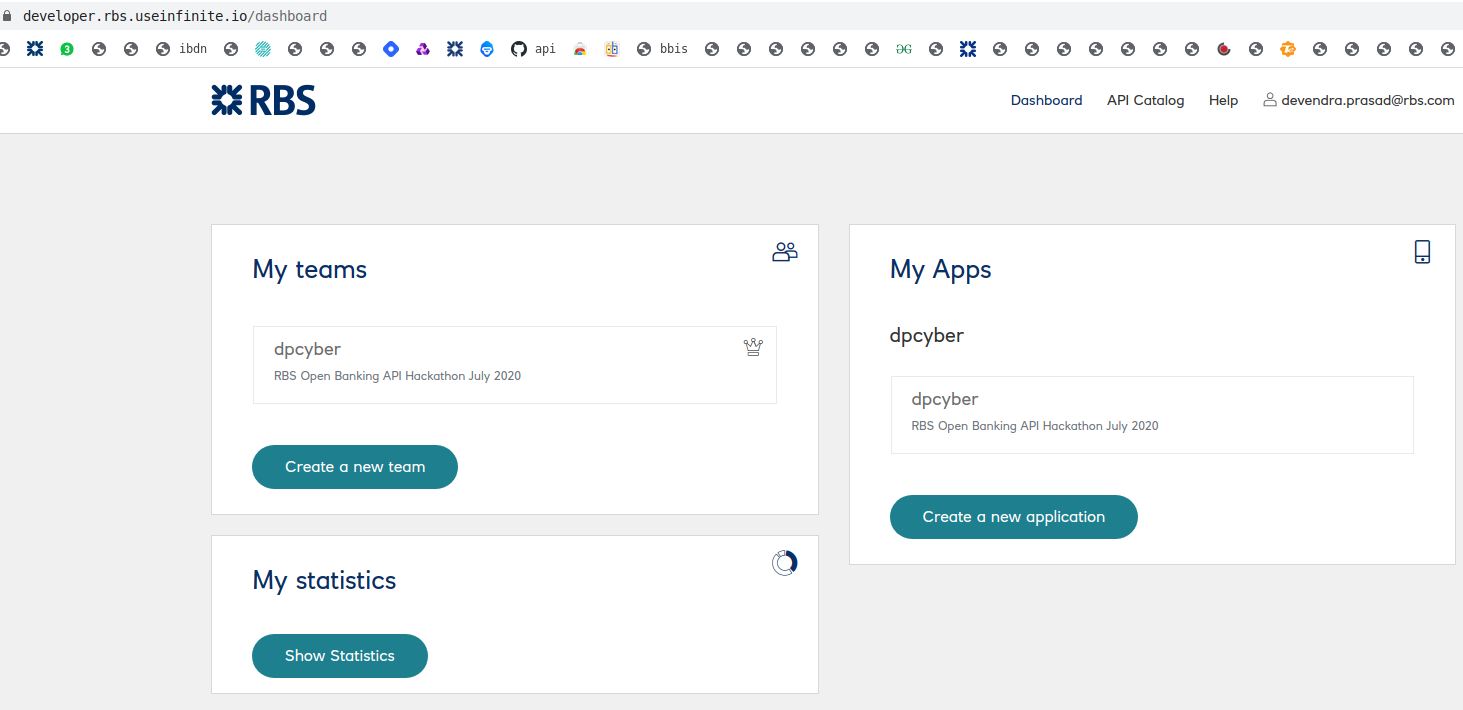 developer.rbs.useinfinite.io/dashboard
3 ibdn api bbis GG
RBS
Dashboard API Catalog Help devendra.prasad@rbs.com
My teams
dpcyber
RBS Open Banking API Hackathon July 2020
Create a new team
My statistics
Show Statistics
My Apps
dpcyber
dpcyber
RBS Open Banking API Hackathon July 2020
Create a new application